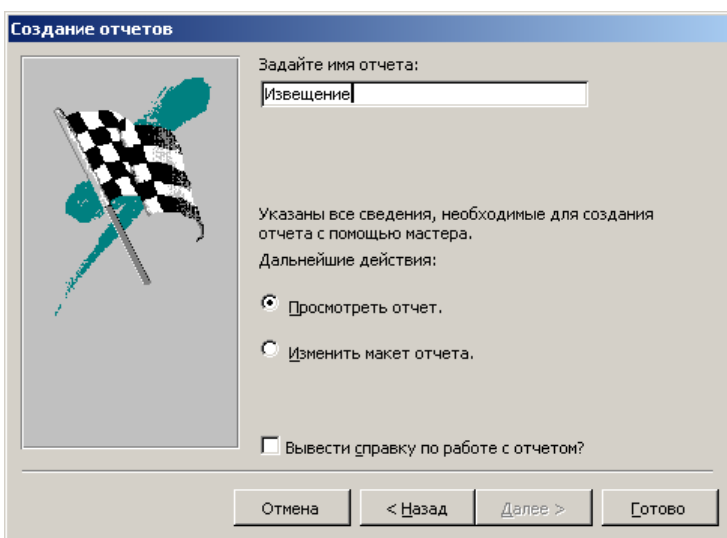 Создание отчетов
Задайте имя отчета:
Извещение
Указаны все сведения, необходимые для создания
отчета с помощью мастера.
Дальнейшие действия:
Просмотреть отчет.
Изменить макет отчета.
Вывести справку по работе с отчетом?
Отмена
< Назад
Далее >
Готово